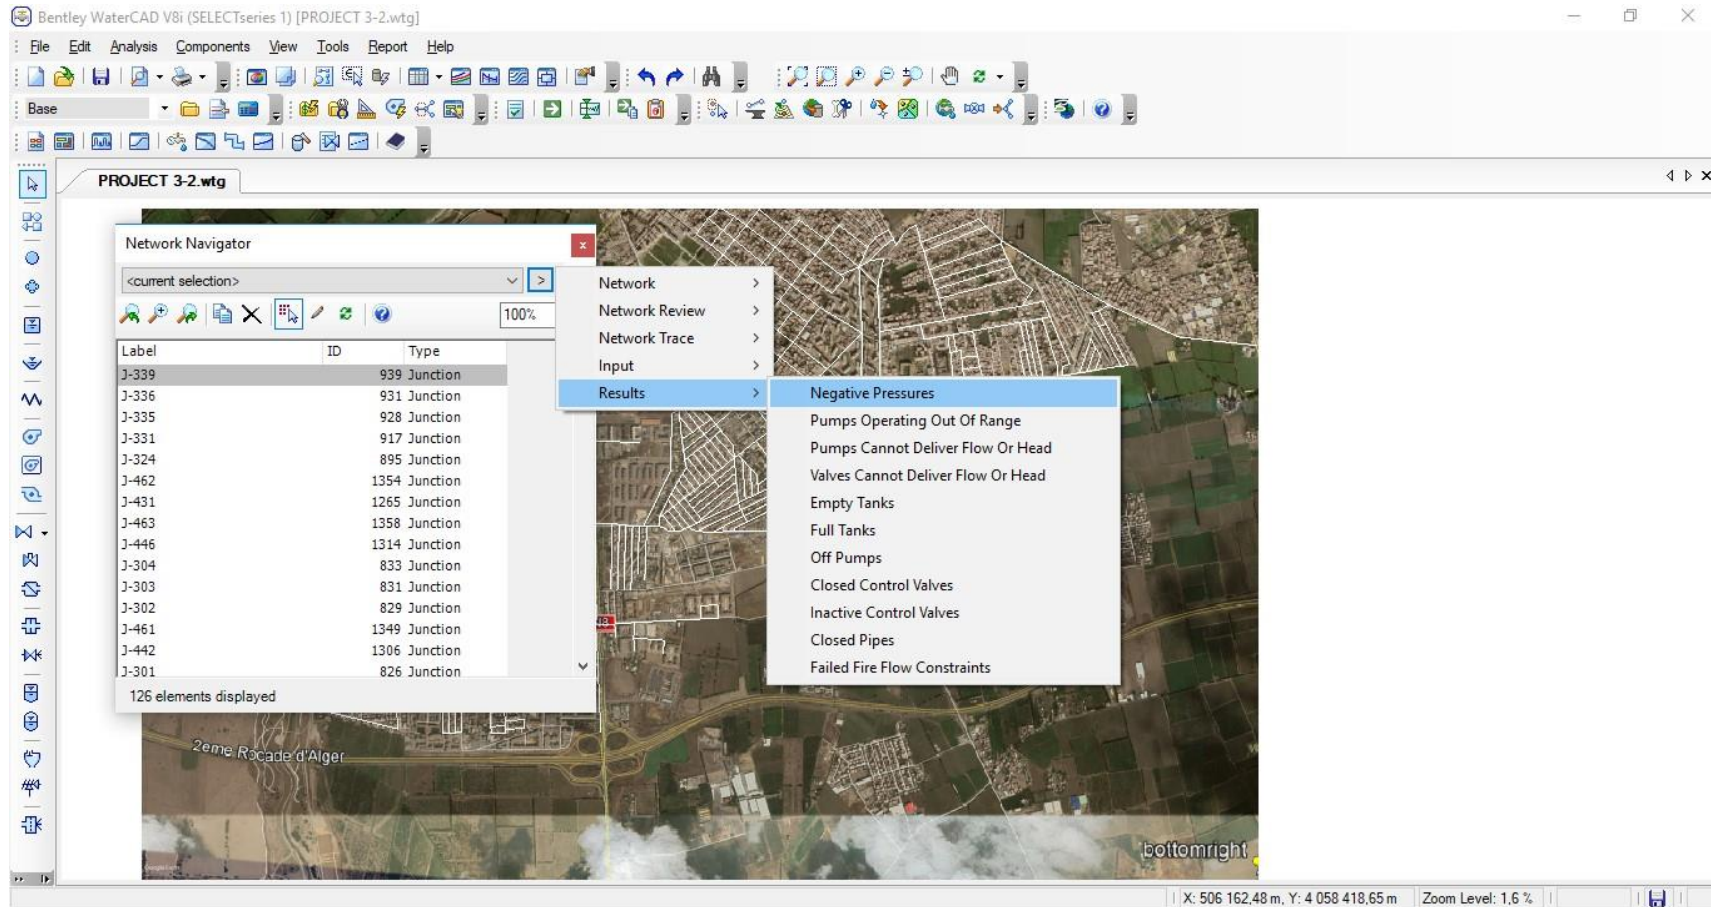 Bentley WaterCAD V8i (SELECTseries 1) [PROJECT 3-2.wtg]
File Edit Analysis Components View Tools Report Help
Base
PROJECT 3-2.wtg
Network Navigator
<current selection>
>
100%
Label ID Type
J-339 939 Junction
J-336 931 Junction
J-335 928 Junction
J-331 917 Junction
J-324 895 Junction
J-462 1354 Junction
J-431 1265 Junction
J-463 1358 Junction
J-446 1314 Junction
J-304 833 Junction
J-303 831 Junction
J-302 829 Junction
J-461 1349 Junction
J-442 1306 Junction
J-301 826 Junction
126 elements displayed
Network
Network Review
Network Trace
Input
Results
Negative Pressures
Pumps Operating Out Of Range
Pumps Cannot Deliver Flow Or Head
Valves Cannot Deliver Flow Or Head
Empty Tanks
Full Tanks
Off Pumps
Closed Control Valves
Inactive Control Valves
Closed Pipes
Failed Fire Flow Constraints
2eme Rocade d'Alger
bottomright
X: 506 162,48 m, Y: 4 058 418,65 m Zoom Level: 1,6 %